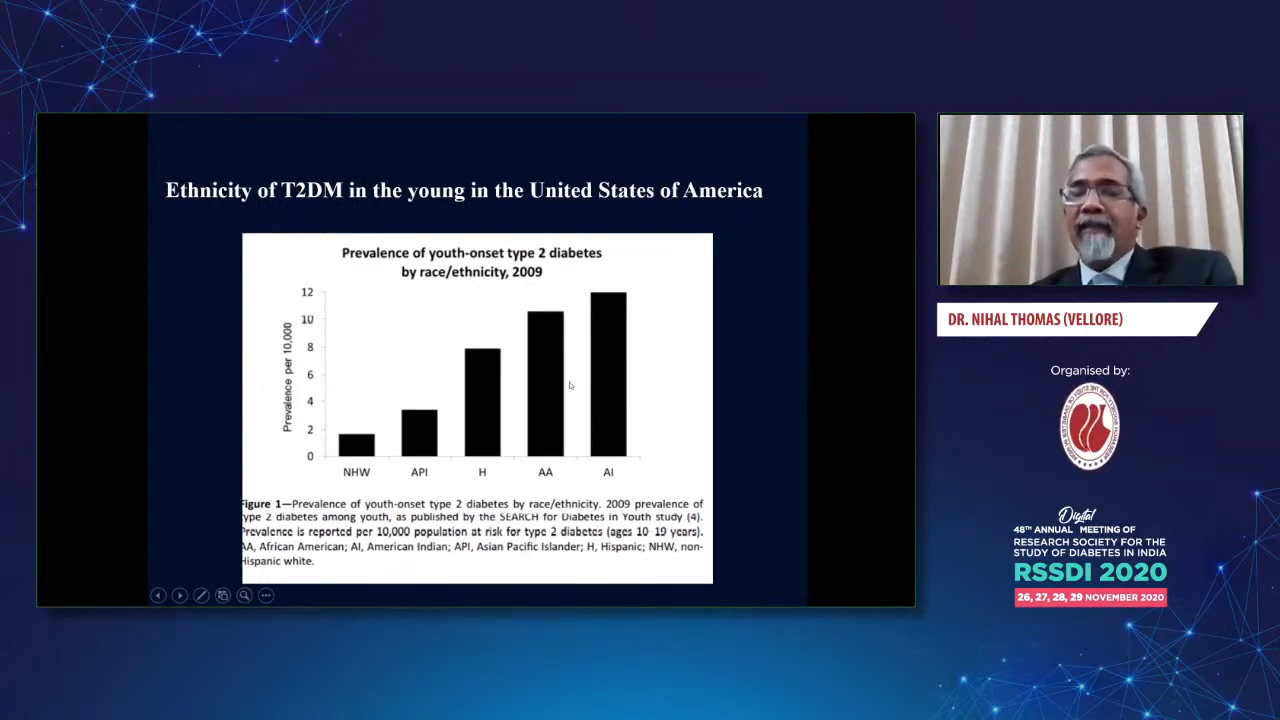 Ethnicity of T2DM in the young in the United States of America
Prevalence of youth-onset type 2 diabetes
by race/ethnicity, 2009
Prevalence per 10,000
12
10
8
6
4
2
0
NHW API H AA AI
Figure 1—Prevalence of youth-onset type 2 diabetes by race/ethnicity. 2009 prevalence of
type 2 diabetes among youth, as published by the SEARCH for Diabetes in Youth study (4).
Prevalence is reported per 10,000 population at risk for type 2 diabetes (ages 10–19 years).
AA, African American; AI, American Indian; API, Asian Pacific Islander; H, Hispanic; NHW, non-
Hispanic white.
DR. NIHAL THOMAS (VELLORE)
Organised by:
Digital
48TH ANNUAL MEETING OF
RESEARCH SOCIETY FOR THE
STUDY OF DIABETES IN INDIA
RSSDI 2020
26, 27, 28, 29 NOVEMBER 2020